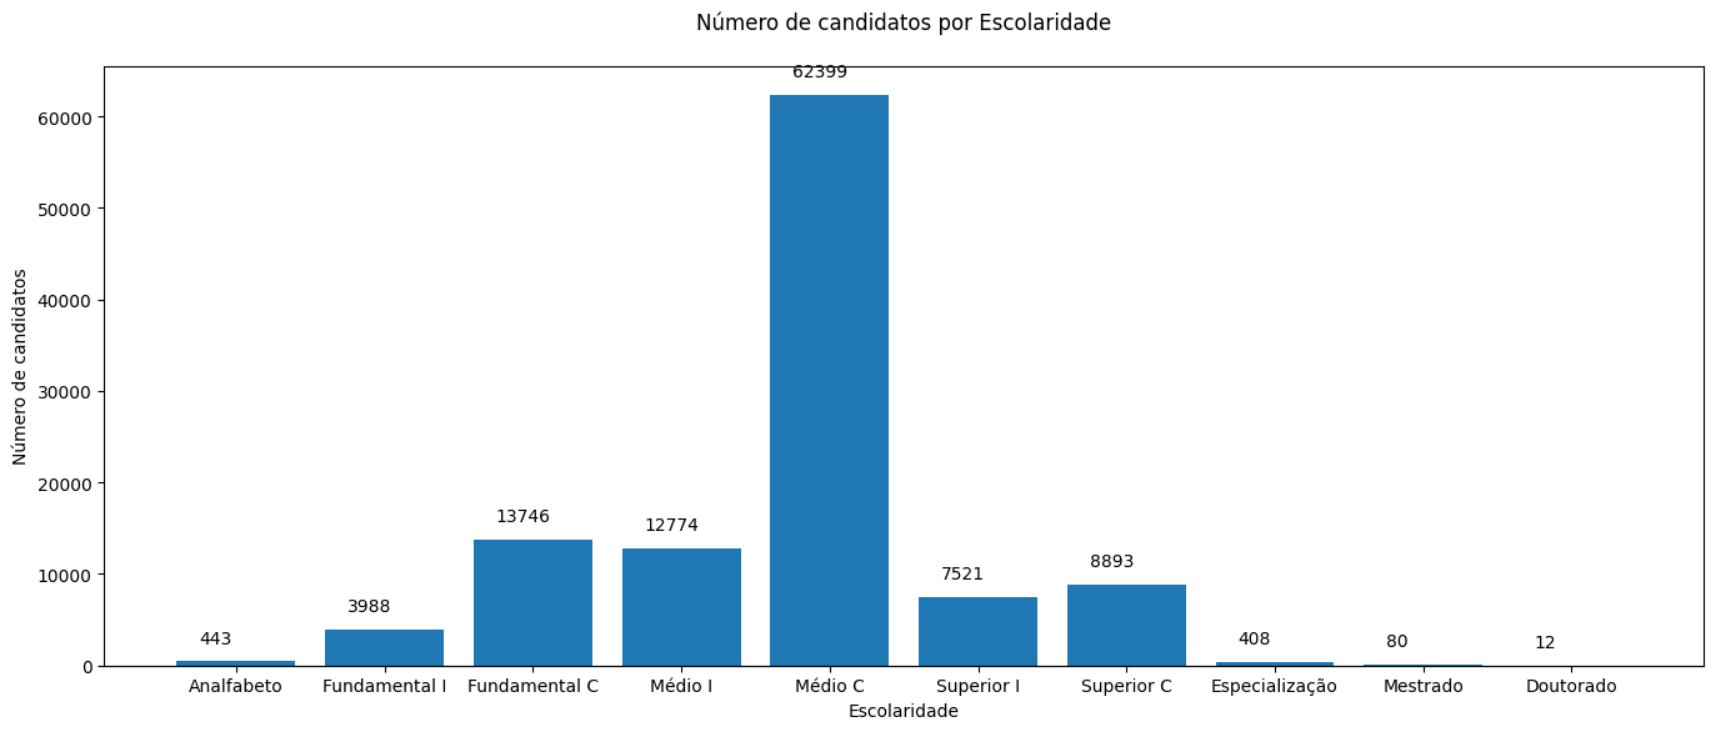 Número de candidatos por Escolaridade
62399
60000
50000
40000
30000
20000
10000
0
Número de candidatos
443
3988
13746
12774
7521
8893
408
80
12
Analfabeto
Fundamental I
Fundamental C
Médio I
Médio C
Superior I
Superior C
Especialização
Mestrado
Doutorado
Escolaridade